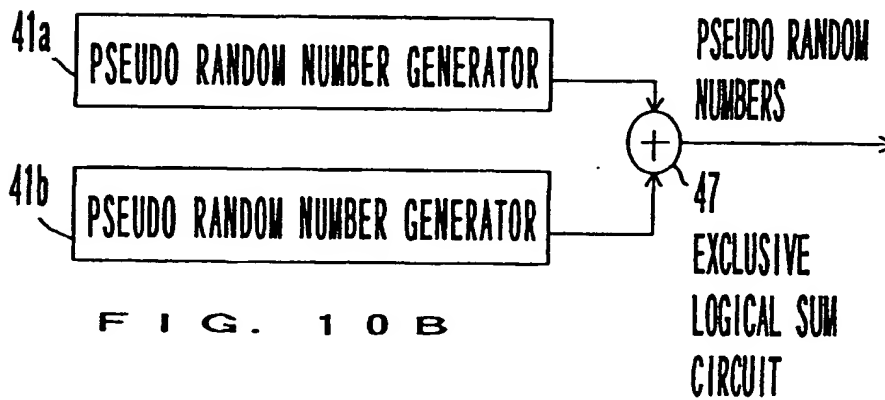 41a
PSEUDO RANDOM NUMBER GENERATOR
PSEUDO RANDOM
NUMBERS
+
41b
PSEUDO RANDOM NUMBER GENERATOR
47
EXCLUSIVE
LOGICAL SUM
CIRCUIT
FIG. 10B